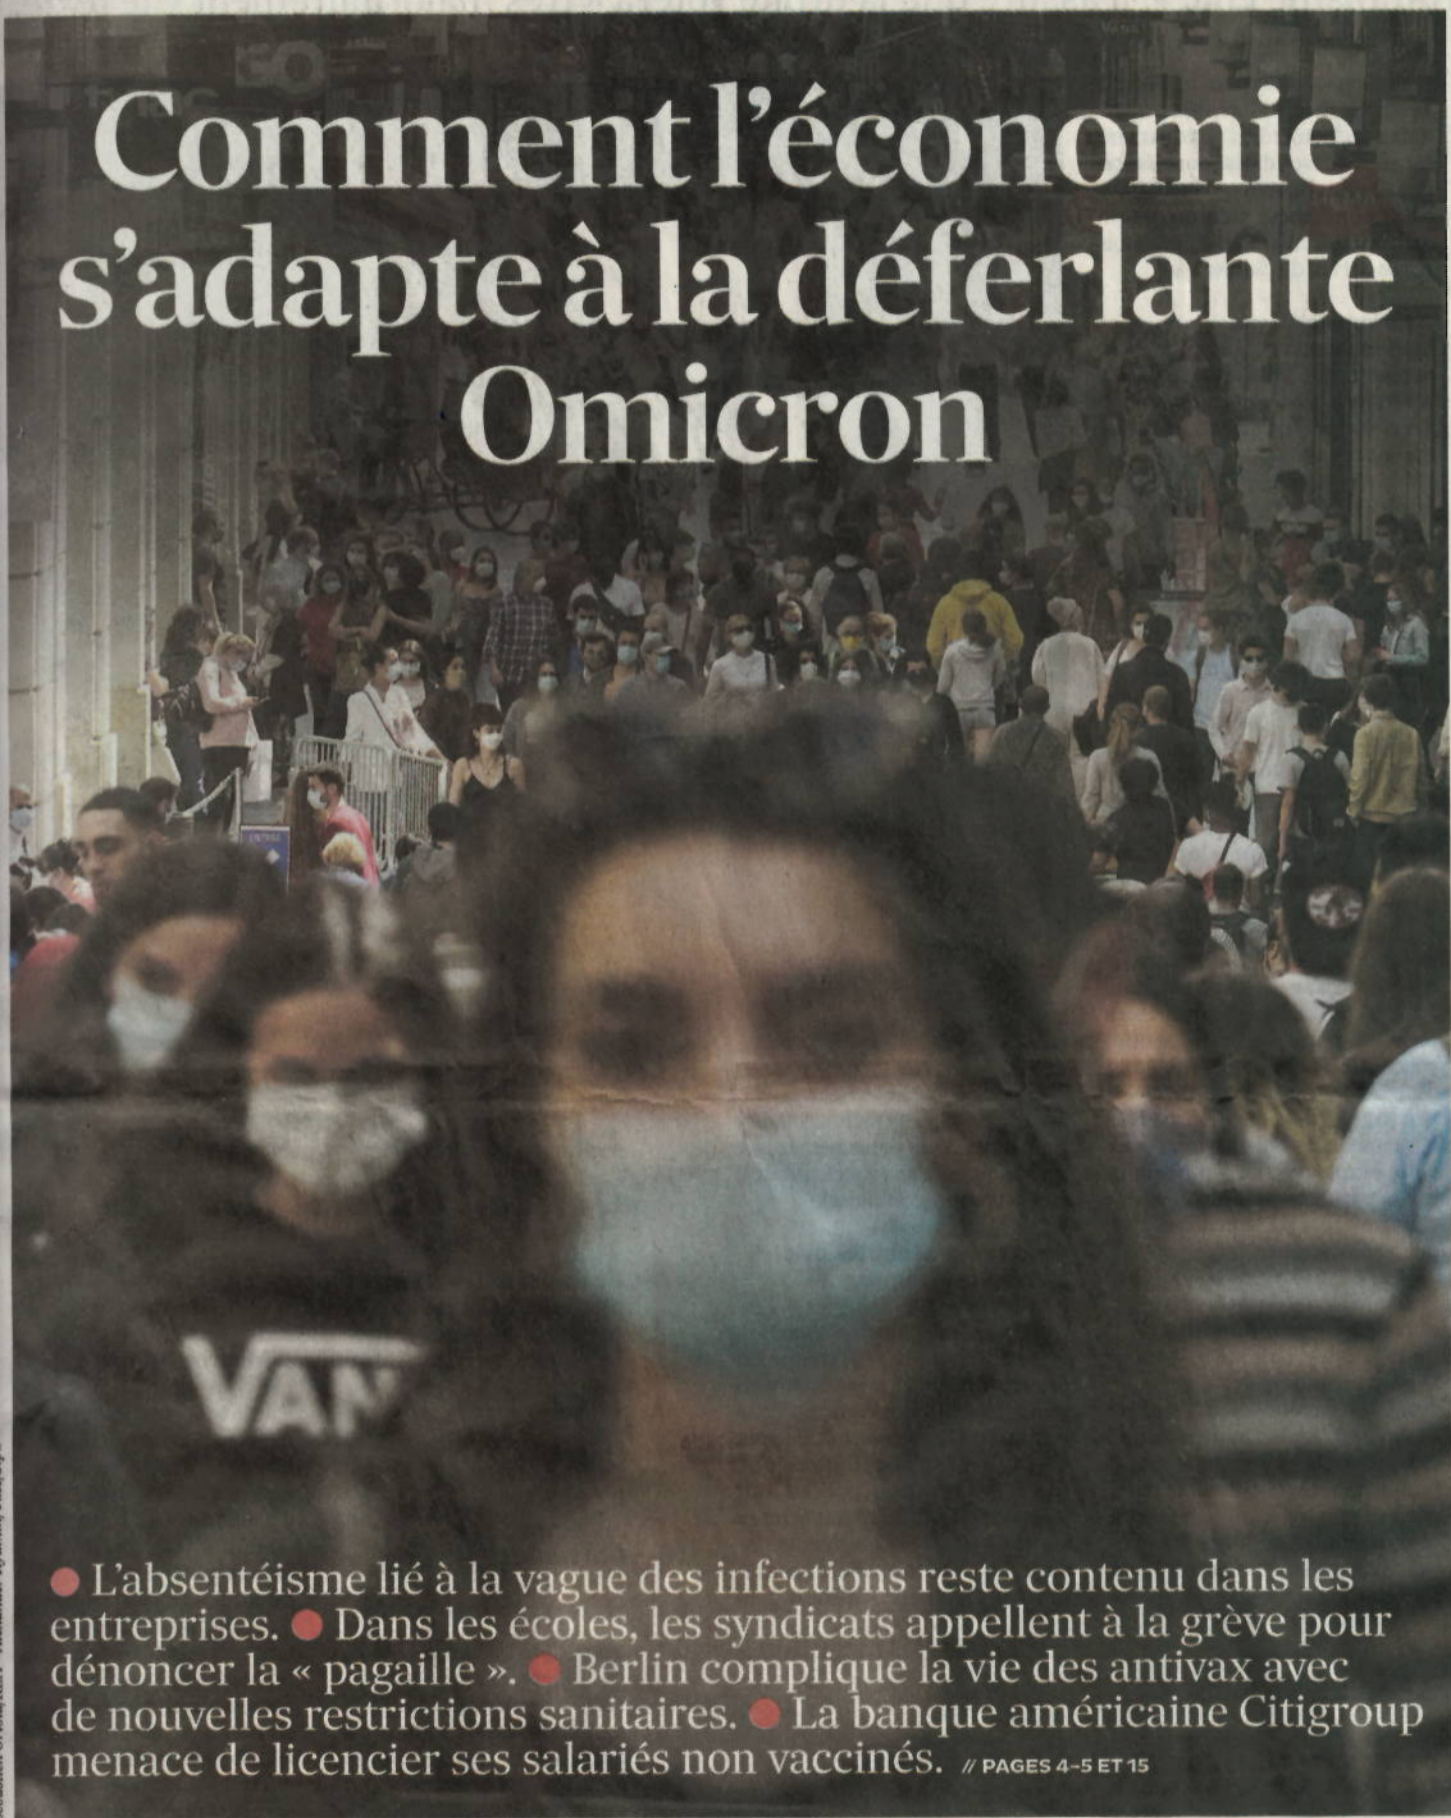 Comment l'économie
s'adapte à la déferlante
Omicron
VAN
● L'absentéisme lié à la vague des infections reste contenu dans les
entreprises. ● Dans les écoles, les syndicats appellent à la grève pour
dénoncer la « pagaille ». ● Berlin complique la vie des antivax avec
de nouvelles restrictions sanitaires. ● La banque américaine Citigroup
menace de licencier ses salariés non vaccinés. // PAGES 4-5 ET 15